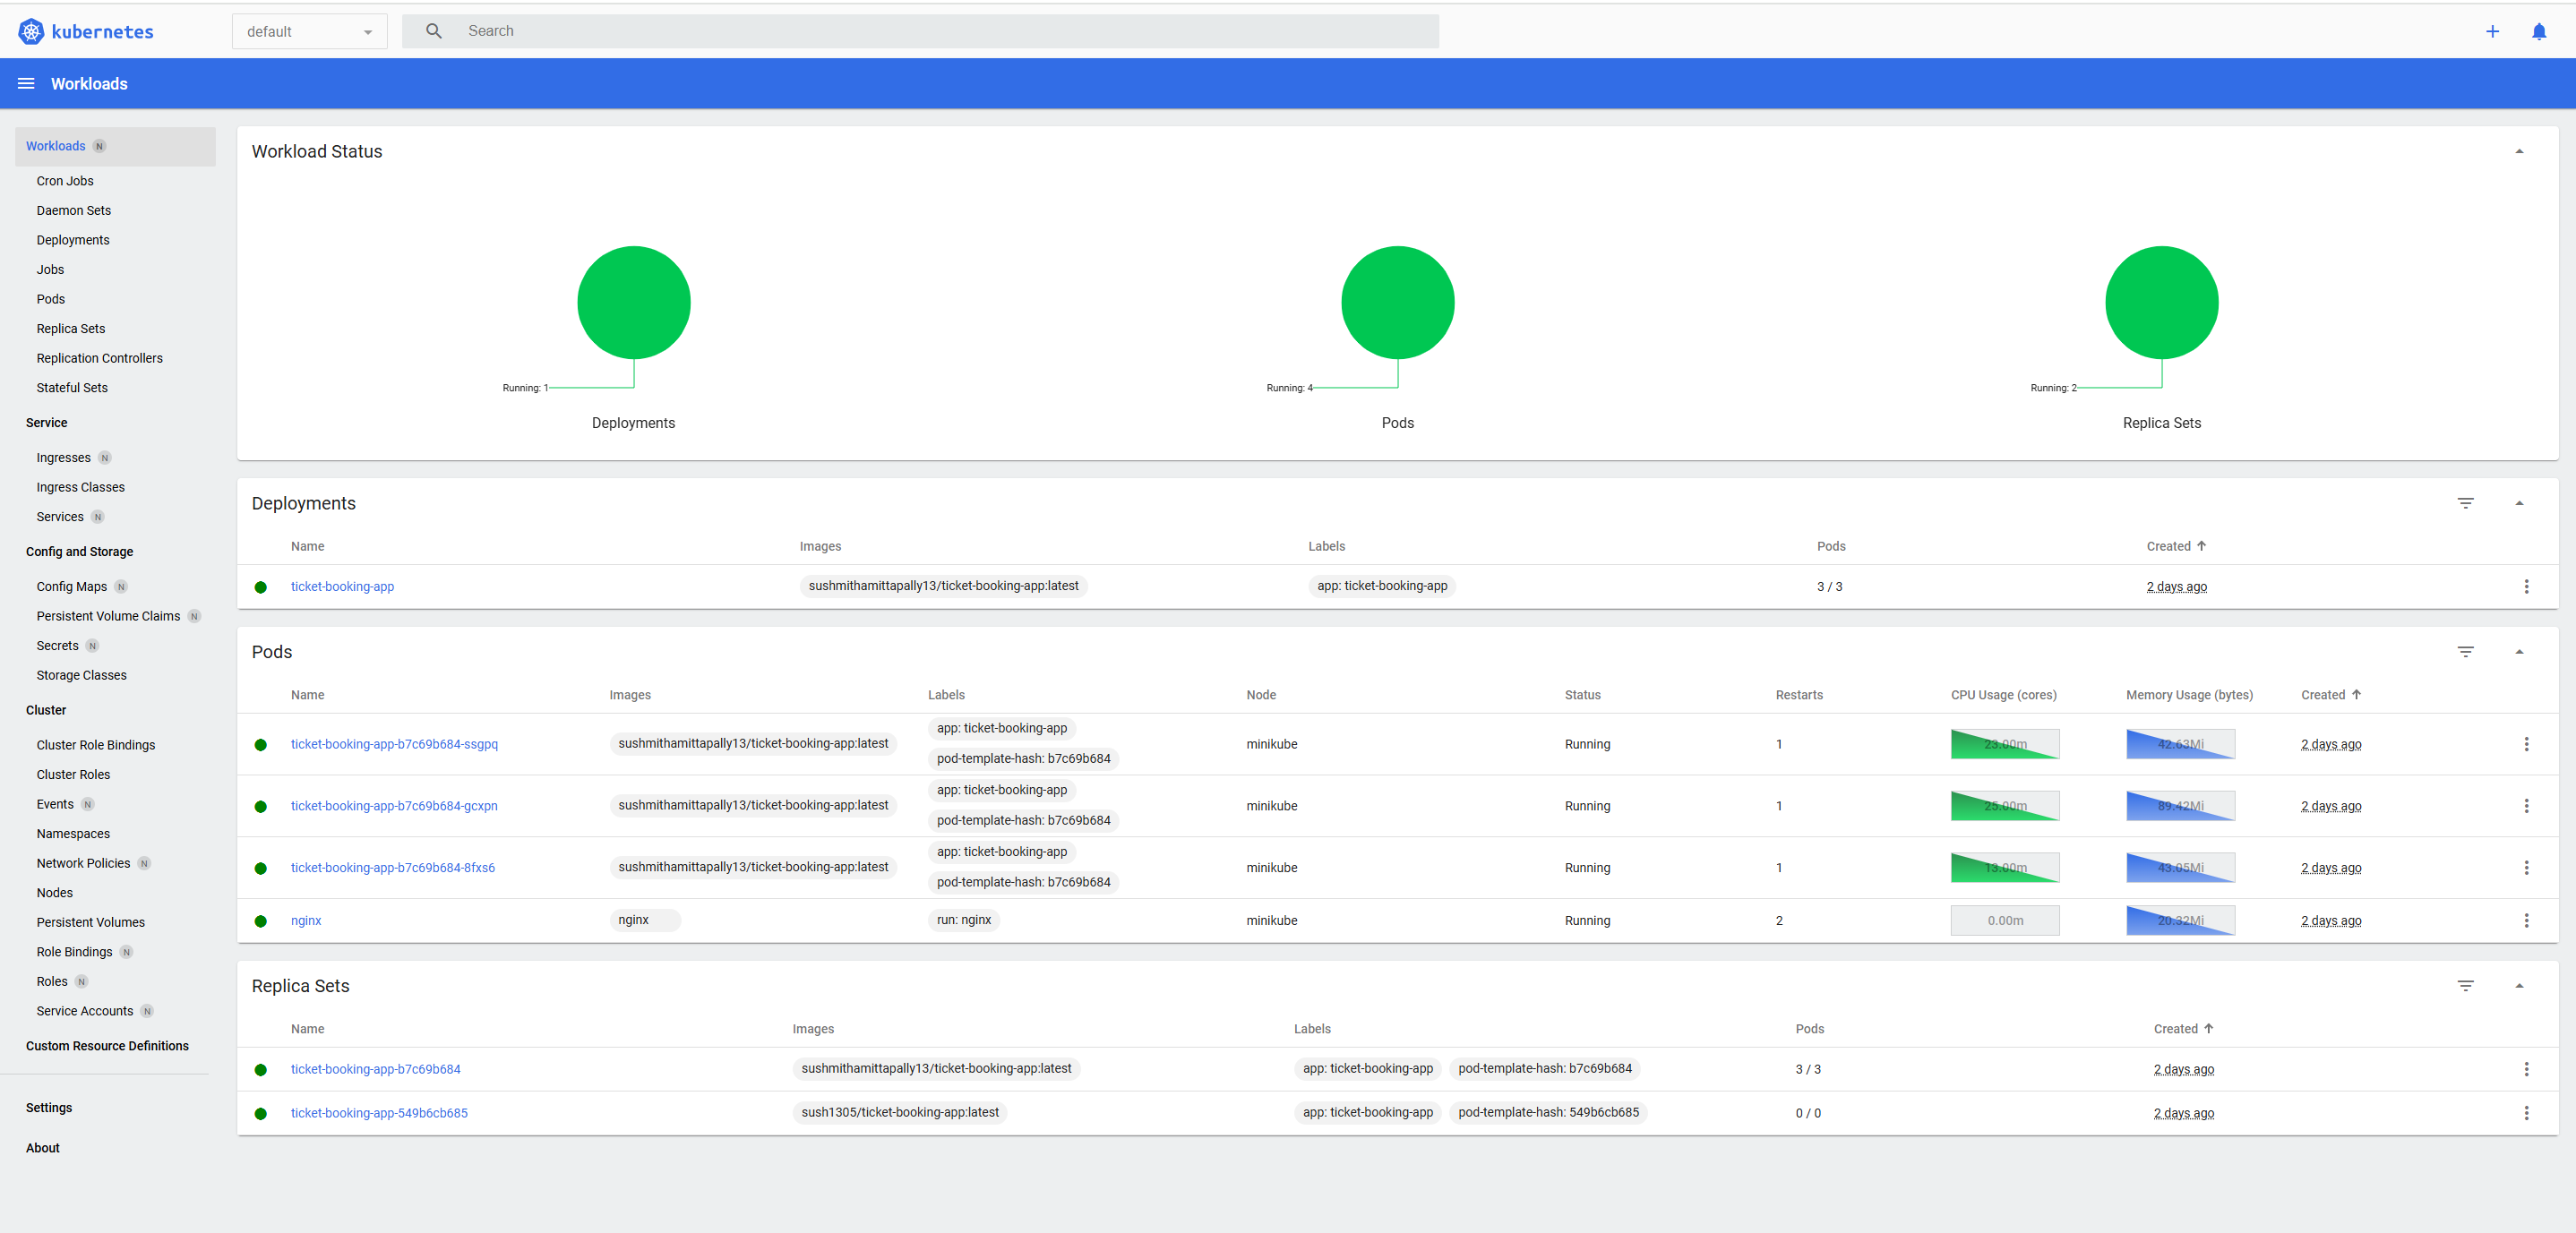 kubernetes
default
Search
Workloads
Workloads N
Cron Jobs
Daemon Sets
Deployments
Jobs
Pods
Replica Sets
Replication Controllers
Stateful Sets
Service
Ingresses N
Ingress Classes
Services N
Config and Storage
Config Maps N
Persistent Volume Claims N
Secrets N
Storage Classes
Cluster
Cluster Role Bindings
Cluster Roles
Events N
Namespaces
Network Policies N
Nodes
Persistent Volumes
Role Bindings N
Roles N
Service Accounts N
Custom Resource Definitions
Settings
About
Workload Status
Running: 1 Running: 4 Running: 2
Deployments Pods Replica Sets
Deployments
Name Images Labels Pods Created
ticket-booking-app sushmithamittapally13/ticket-booking-app:latest app: ticket-booking-app 3 / 3 2 days ago
Pods
Name Images Labels Node Status Restarts CPU Usage (cores) Memory Usage (bytes) Created
app: ticket-booking-app
ticket-booking-app-b7c69b684-ssgpq sushmithamittapally13/ticket-booking-app:latest minikube Running 1 23.00m 42.63Mi 2 days ago
pod-template-hash: b7c69b684
app: ticket-booking-app
ticket-booking-app-b7c69b684-gcxpn sushmithamittapally13/ticket-booking-app:latest minikube Running 1 25.00m 89.42Mi 2 days ago
pod-template-hash: b7c69b684
app: ticket-booking-app
ticket-booking-app-b7c69b684-8fxs6 sushmithamittapally13/ticket-booking-app:latest minikube Running 1 13.00m 43.05Mi 2 days ago
pod-template-hash: b7c69b684
nginx nginx run: nginx minikube Running 2 0.00m 20.32Mi 2 days ago
Replica Sets
Name Images Labels Pods Created
ticket-booking-app-b7c69b684 sushmithamittapally13/ticket-booking-app:latest app: ticket-booking-app pod-template-hash: b7c69b684 3 / 3 2 days ago
ticket-booking-app-549b6cb685 sush1305/ticket-booking-app:latest app: ticket-booking-app pod-template-hash: 549b6cb685 0 / 0 2 days ago